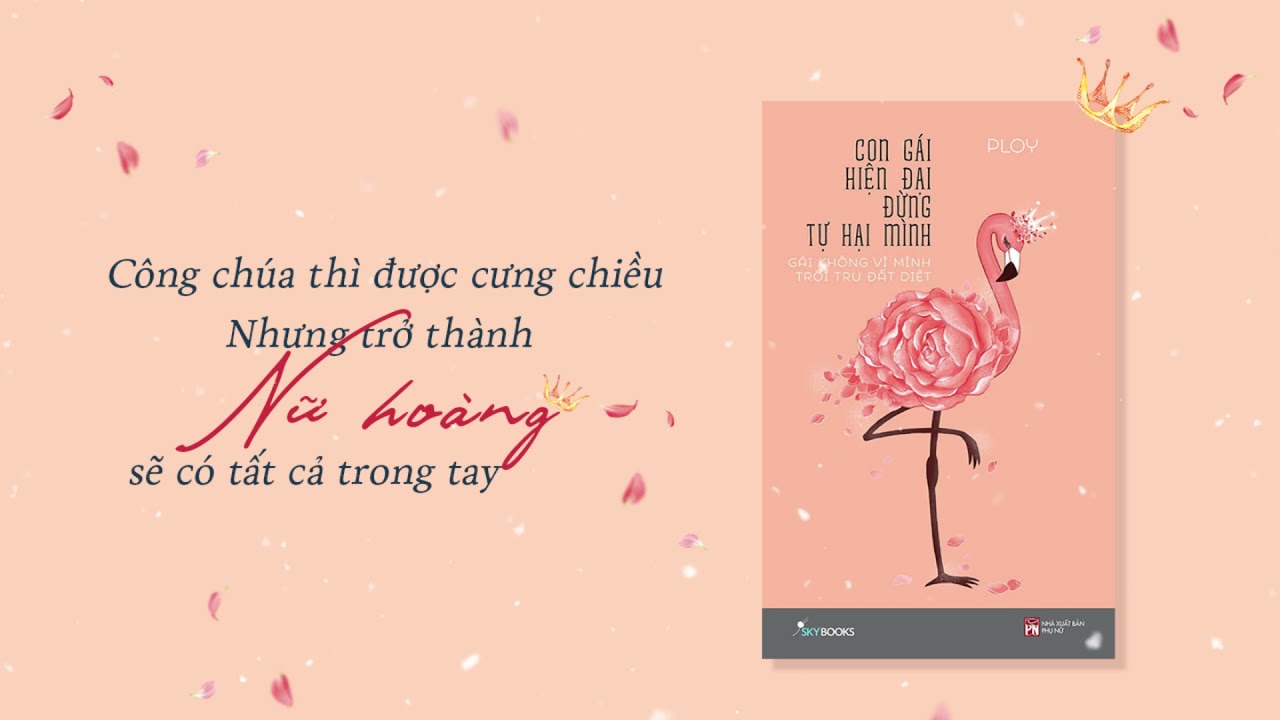 Công chúa thì được cưng chiều
Nhưng trở thành
Nữ hoàng
sẽ có tất cả trong tay
PLOY
CON GÁI
HIỆN ĐẠI
ĐỪNG
TỰ HẠI MÌNH
GÁI KHÔNG VÌ MÌNH
TRỜI TRU ĐẤT DIỆT
SKYBOOKS
PN
NHÀ XUẤT BẢN
PHỤ NỮ